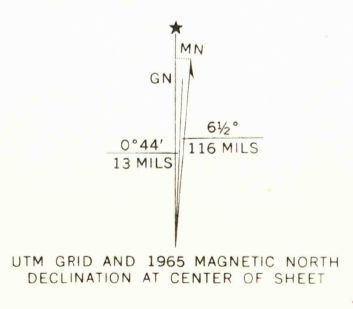 ★
MN
GN
0°44'
13 MILS
6½°
116 MILS
UTM GRID AND 1965 MAGNETIC NORTH
DECLINATION AT CENTER OF SHEET